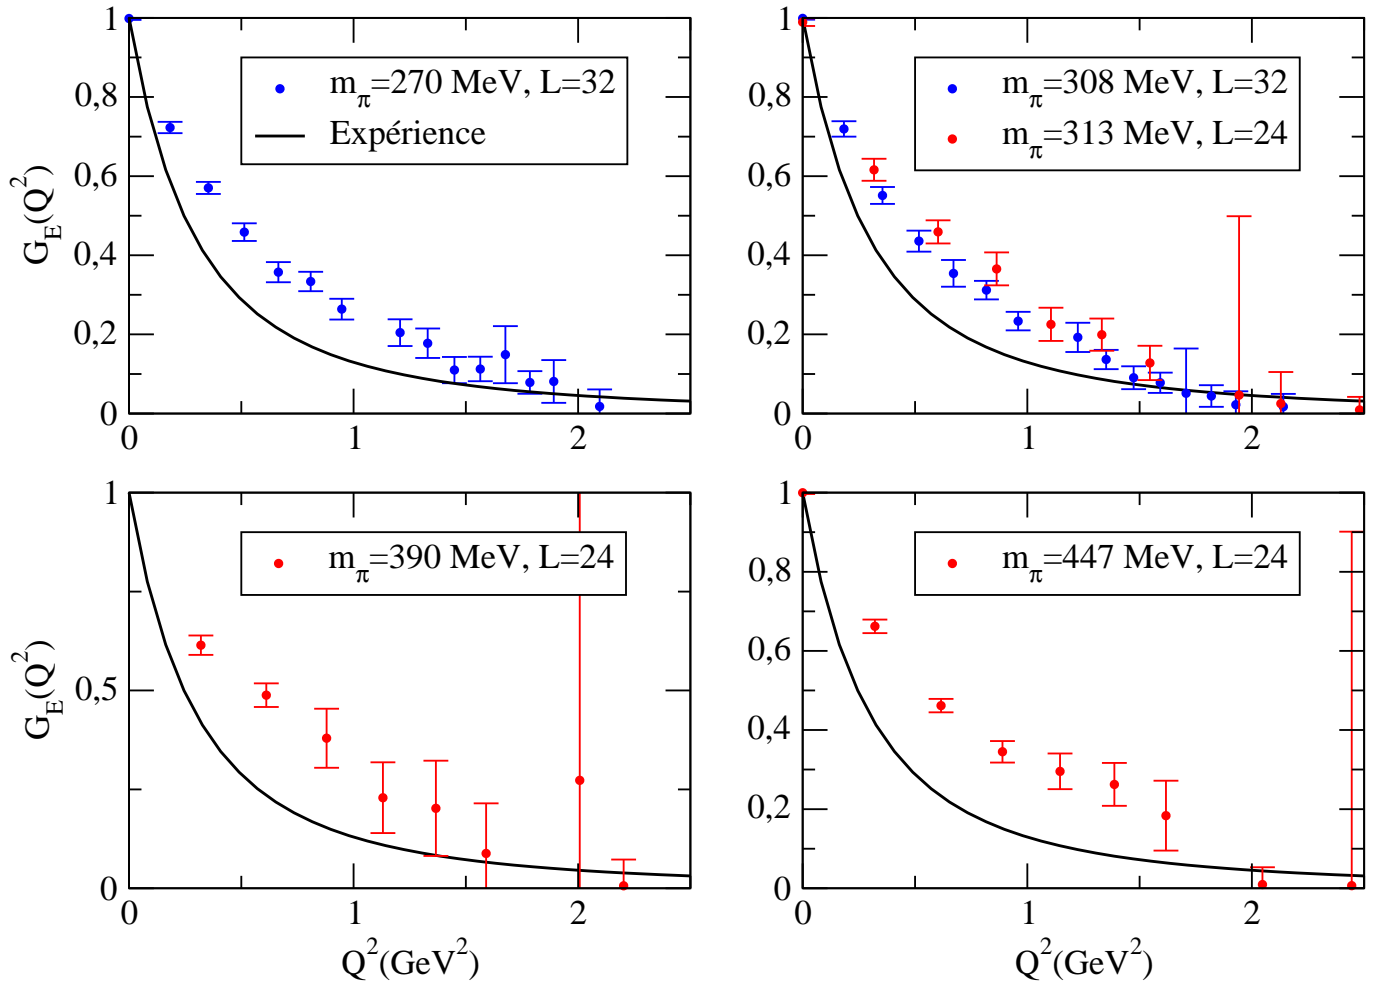 1
0,8
0,6
0,4
0,2
0
G_E(Q^2)
m_π=270 MeV, L=32
Expérience
0 1 2
1
0,8
0,6
0,4
0,2
0
m_π=308 MeV, L=32
m_π=313 MeV, L=24
0 1 2
1
0,5
0
G_E(Q^2)
m_π=390 MeV, L=24
0 1 2
Q^2(GeV^2)
1
0,8
0,6
0,4
0,2
0
m_π=447 MeV, L=24
0 1 2
Q^2(GeV^2)